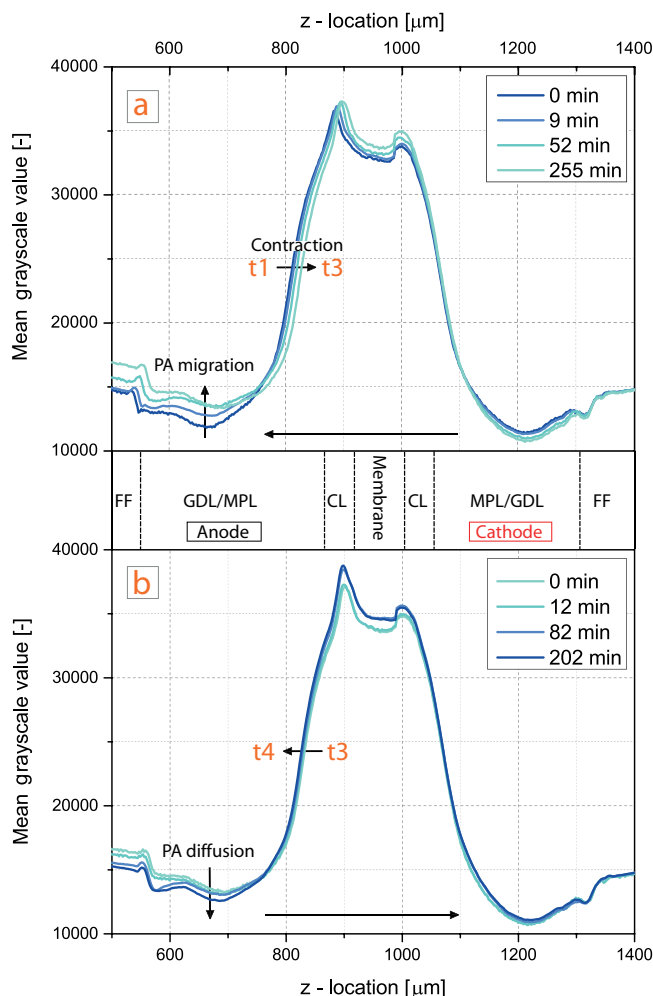 z - location [µm]
600 800 1000 1200 1400
40000
30000
20000
10000
Mean grayscale value [-]
a
0 min
9 min
52 min
255 min
Contraction
t1 t3
PA migration
FF GDL/MPL CL Membrane CL MPL/GDL FF
Anode Cathode
40000
30000
20000
10000
Mean grayscale value [-]
b
0 min
12 min
82 min
202 min
t4 t3
PA diffusion
600 800 1000 1200 1400
z - location [µm]